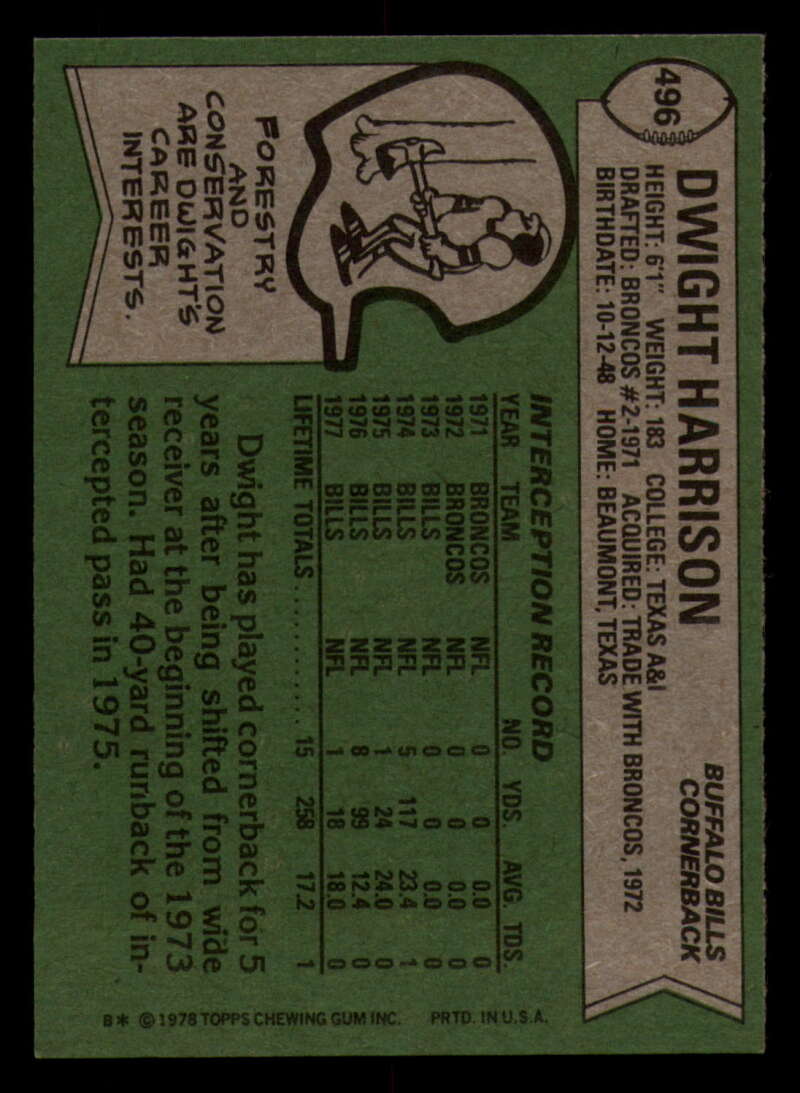 496
DWIGHT HARRISON
BUFFALO BILLS
CORNERBACK
HEIGHT: 6'1" WEIGHT: 183 COLLEGE: TEXAS A&I
DRAFTED: BRONCOS #2-1971 ACQUIRED: TRADE WITH BRONCOS, 1972
BIRTHDATE: 10-12-48 HOME: BEAUMONT, TEXAS
FORESTRY
AND
CONSERVATION
ARE DWIGHT'S
CAREER
INTERESTS.
INTERCEPTION RECORD
YEAR TEAM NO. YDS. AVG. TDS.
1971 BRONCOS NFL 0 0 0.0 0
1972 BRONCOS NFL 0 0 0.0 0
1973 BILLS NFL 0 0 0.0 0
1974 BILLS NFL 5 117 23.4 1
1975 BILLS NFL 1 24 24.0 0
1976 BILLS NFL 8 99 12.4 0
1977 BILLS NFL 1 18 18.0 0
LIFETIME TOTALS ............ 15 258 17.2 1
Dwight has played cornerback for 5
years after being shifted from wide
receiver at the beginning of the 1973
season. Had 40-yard runback of in-
tercepted pass in 1975.
B* © 1978 TOPPS CHEWING GUM INC. PRTD. IN U.S.A.